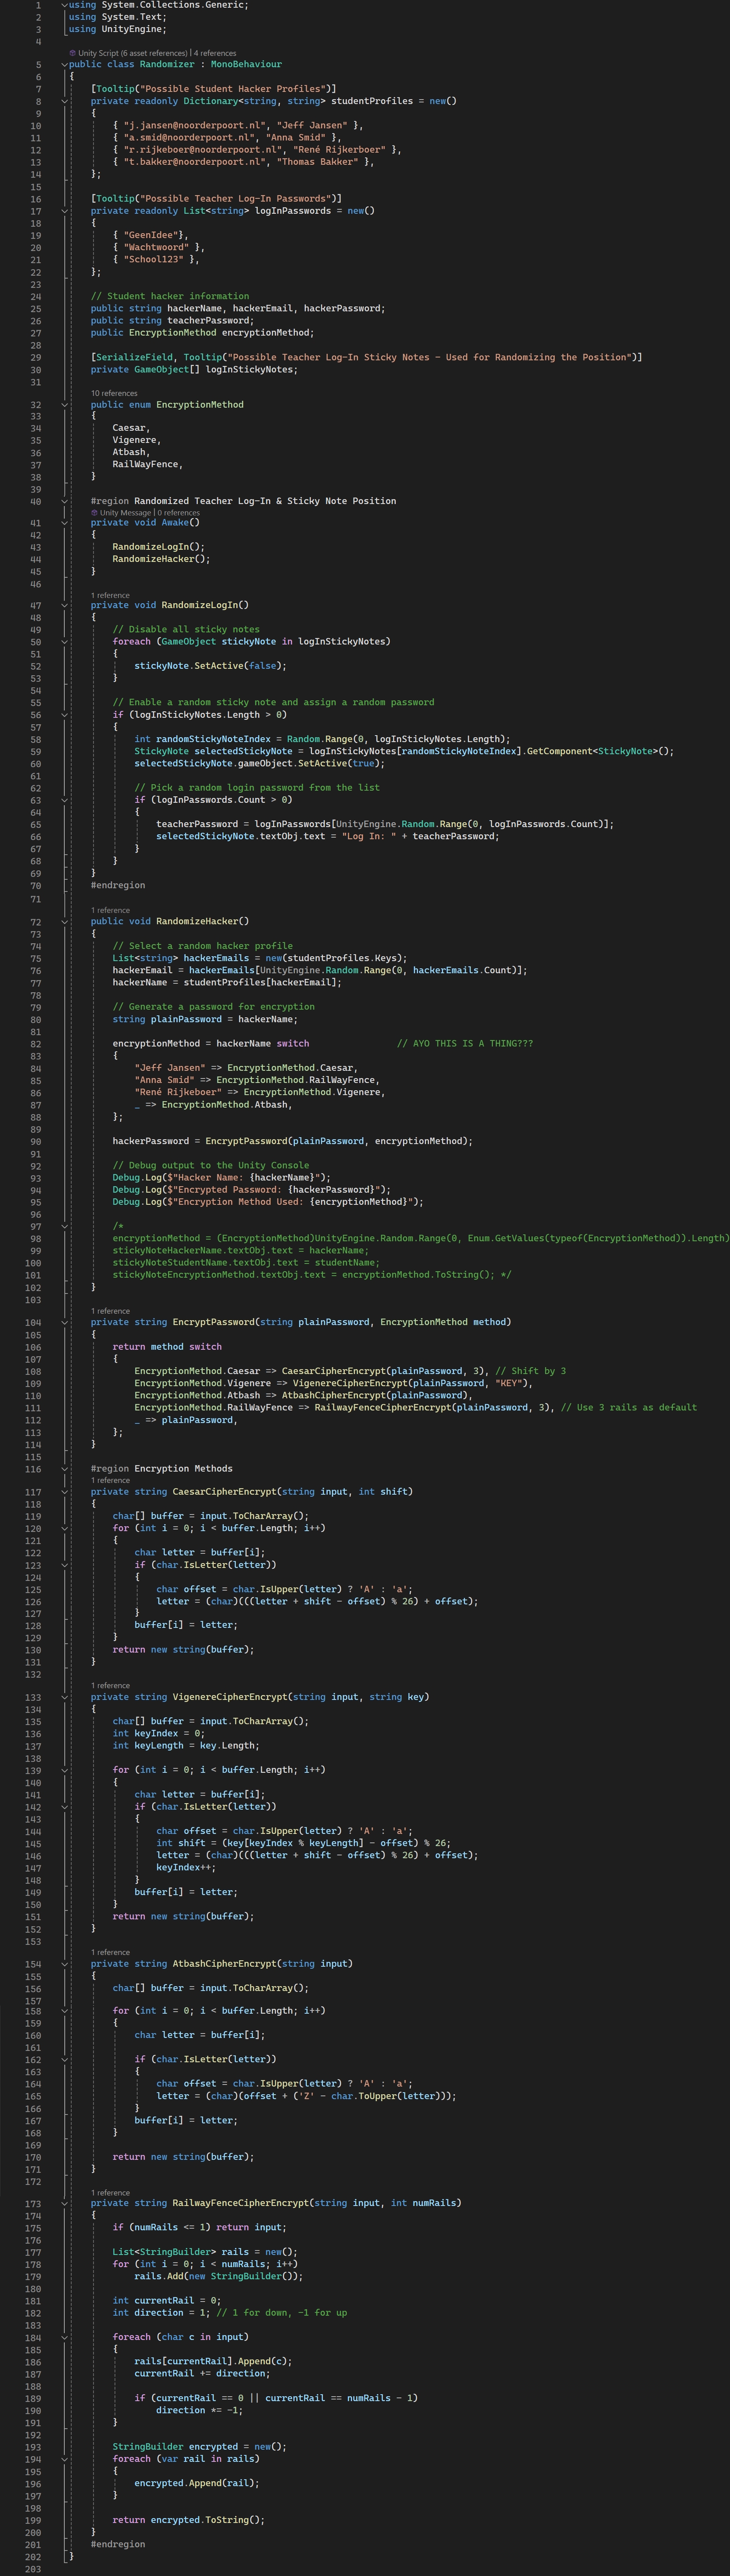 1 using System.Collections.Generic;
2 using System.Text;
3 using UnityEngine;
4
Unity Script (6 asset references) | 4 references
5 public class Randomizer : MonoBehaviour
6 {
7 [Tooltip("Possible Student Hacker Profiles")]
8 private readonly Dictionary<string, string> studentProfiles = new()
9 {
10 { "j.jansen@noorderpoort.nl", "Jeff Jansen" },
11 { "a.smid@noorderpoort.nl", "Anna Smid" },
12 { "r.rijkeboer@noorderpoort.nl", "René Rijkerboer" },
13 { "t.bakker@noorderpoort.nl", "Thomas Bakker" },
14 };
15
16 [Tooltip("Possible Teacher Log-In Passwords")]
17 private readonly List<string> logInPasswords = new()
18 {
19 { "GeenIdee"},
20 { "Wachtwoord" },
21 { "School123" },
22 };
23
24 // Student hacker information
25 public string hackerName, hackerEmail, hackerPassword;
26 public string teacherPassword;
27 public EncryptionMethod encryptionMethod;
28
29 [SerializeField, Tooltip("Possible Teacher Log-In Sticky Notes - Used for Randomizing the Position")]
30 private GameObject[] logInStickyNotes;
31
10 references
32 public enum EncryptionMethod
33 {
34 Caesar,
35 Vigenere,
36 Atbash,
37 RailWayFence,
38 }
39
40 #region Randomized Teacher Log-In & Sticky Note Position
Unity Message | 0 references
41 private void Awake()
42 {
43 RandomizeLogIn();
44 RandomizeHacker();
45 }
46
1 reference
47 private void RandomizeLogIn()
48 {
49 // Disable all sticky notes
50 foreach (GameObject stickyNote in logInStickyNotes)
51 {
52 stickyNote.SetActive(false);
53 }
54
55 // Enable a random sticky note and assign a random password
56 if (logInStickyNotes.Length > 0)
57 {
58 int randomStickyNoteIndex = Random.Range(0, logInStickyNotes.Length);
59 StickyNote selectedStickyNote = logInStickyNotes[randomStickyNoteIndex].GetComponent<StickyNote>();
60 selectedStickyNote.gameObject.SetActive(true);
61
62 // Pick a random login password from the list
63 if (logInPasswords.Count > 0)
64 {
65 teacherPassword = logInPasswords[UnityEngine.Random.Range(0, logInPasswords.Count)];
66 selectedStickyNote.textObj.text = "Log In: " + teacherPassword;
67 }
68 }
69 }
70 #endregion
71
1 reference
72 public void RandomizeHacker()
73 {
74 // Select a random hacker profile
75 List<string> hackerEmails = new(studentProfiles.Keys);
76 hackerEmail = hackerEmails[UnityEngine.Random.Range(0, hackerEmails.Count)];
77 hackerName = studentProfiles[hackerEmail];
78
79 // Generate a password for encryption
80 string plainPassword = hackerName;
81
82 encryptionMethod = hackerName switch // AYO THIS IS A THING???
83 {
84 "Jeff Jansen" => EncryptionMethod.Caesar,
85 "Anna Smid" => EncryptionMethod.RailWayFence,
86 "René Rijkeboer" => EncryptionMethod.Vigenere,
87 _ => EncryptionMethod.Atbash,
88 };
89
90 hackerPassword = EncryptPassword(plainPassword, encryptionMethod);
91
92 // Debug output to the Unity Console
93 Debug.Log($"Hacker Name: {hackerName}");
94 Debug.Log($"Encrypted Password: {hackerPassword}");
95 Debug.Log($"Encryption Method Used: {encryptionMethod}");
96
97 /*
98 encryptionMethod = (EncryptionMethod)UnityEngine.Random.Range(0, Enum.GetValues(typeof(EncryptionMethod)).Length)
99 stickyNoteHackerName.textObj.text = hackerName;
100 stickyNoteStudentName.textObj.text = studentName;
101 stickyNoteEncryptionMethod.textObj.text = encryptionMethod.ToString(); */
102 }
103
1 reference
104 private string EncryptPassword(string plainPassword, EncryptionMethod method)
105 {
106 return method switch
107 {
108 EncryptionMethod.Caesar => CaesarCipherEncrypt(plainPassword, 3), // Shift by 3
109 EncryptionMethod.Vigenere => VigenereCipherEncrypt(plainPassword, "KEY"),
110 EncryptionMethod.Atbash => AtbashCipherEncrypt(plainPassword),
111 EncryptionMethod.RailWayFence => RailwayFenceCipherEncrypt(plainPassword, 3), // Use 3 rails as default
112 _ => plainPassword,
113 };
114 }
115
116 #region Encryption Methods
1 reference
117 private string CaesarCipherEncrypt(string input, int shift)
118 {
119 char[] buffer = input.ToCharArray();
120 for (int i = 0; i < buffer.Length; i++)
121 {
122 char letter = buffer[i];
123 if (char.IsLetter(letter))
124 {
125 char offset = char.IsUpper(letter) ? 'A' : 'a';
126 letter = (char)(((letter + shift - offset) % 26) + offset);
127 }
128 buffer[i] = letter;
129 }
130 return new string(buffer);
131 }
132
1 reference
133 private string VigenereCipherEncrypt(string input, string key)
134 {
135 char[] buffer = input.ToCharArray();
136 int keyIndex = 0;
137 int keyLength = key.Length;
138
139 for (int i = 0; i < buffer.Length; i++)
140 {
141 char letter = buffer[i];
142 if (char.IsLetter(letter))
143 {
144 char offset = char.IsUpper(letter) ? 'A' : 'a';
145 int shift = (key[keyIndex % keyLength] - offset) % 26;
146 letter = (char)(((letter + shift - offset) % 26) + offset);
147 keyIndex++;
148 }
149 buffer[i] = letter;
150 }
151 return new string(buffer);
152 }
153
1 reference
154 private string AtbashCipherEncrypt(string input)
155 {
156 char[] buffer = input.ToCharArray();
157
158 for (int i = 0; i < buffer.Length; i++)
159 {
160 char letter = buffer[i];
161
162 if (char.IsLetter(letter))
163 {
164 char offset = char.IsUpper(letter) ? 'A' : 'a';
165 letter = (char)(offset + ('Z' - char.ToUpper(letter)));
166 }
167 buffer[i] = letter;
168 }
169
170 return new string(buffer);
171 }
172
1 reference
173 private string RailwayFenceCipherEncrypt(string input, int numRails)
174 {
175 if (numRails <= 1) return input;
176
177 List<StringBuilder> rails = new();
178 for (int i = 0; i < numRails; i++)
179 rails.Add(new StringBuilder());
180
181 int currentRail = 0;
182 int direction = 1; // 1 for down, -1 for up
183
184 foreach (char c in input)
185 {
186 rails[currentRail].Append(c);
187 currentRail += direction;
188
189 if (currentRail == 0 || currentRail == numRails - 1)
190 direction *= -1;
191 }
192
193 StringBuilder encrypted = new();
194 foreach (var rail in rails)
195 {
196 encrypted.Append(rail);
197 }
198
199 return encrypted.ToString();
200 }
201 #endregion
202 }
203